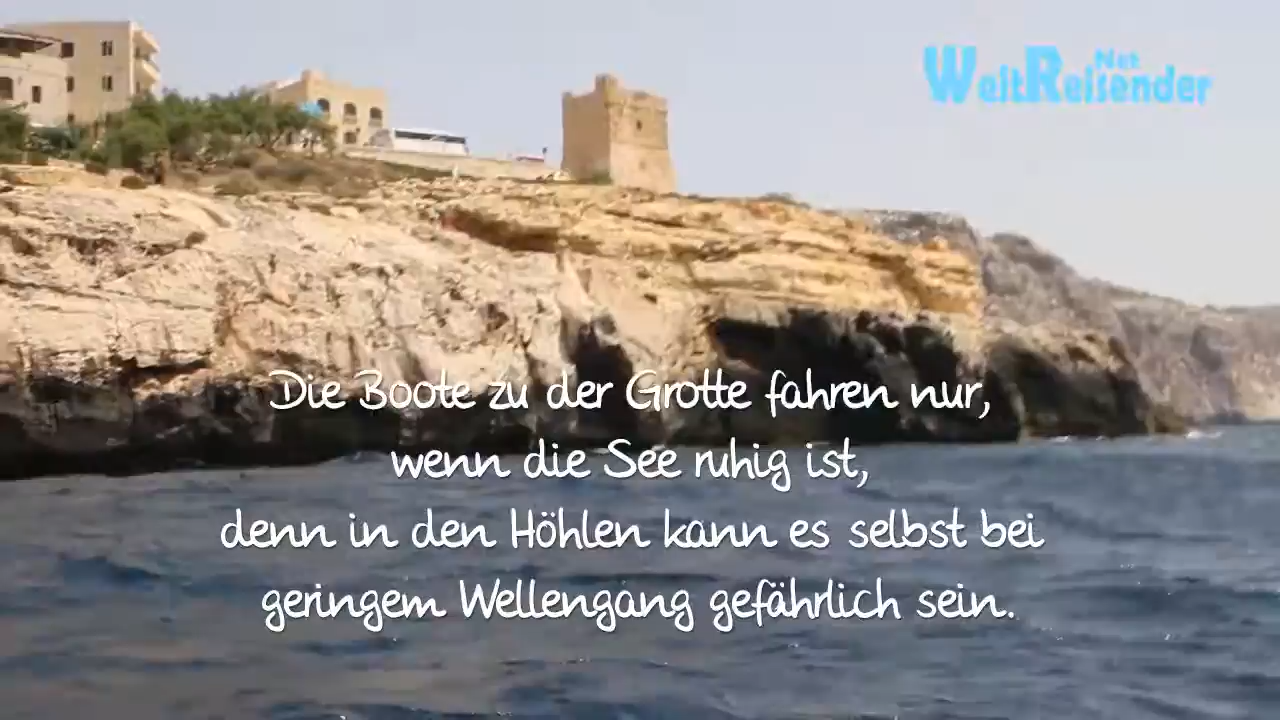 WeltReisender
Net
Die Boote zu der Grotte fahren nur,
wenn die See ruhig ist,
denn in den Höhlen kann es selbst bei
geringem Wellengang gefährlich sein.